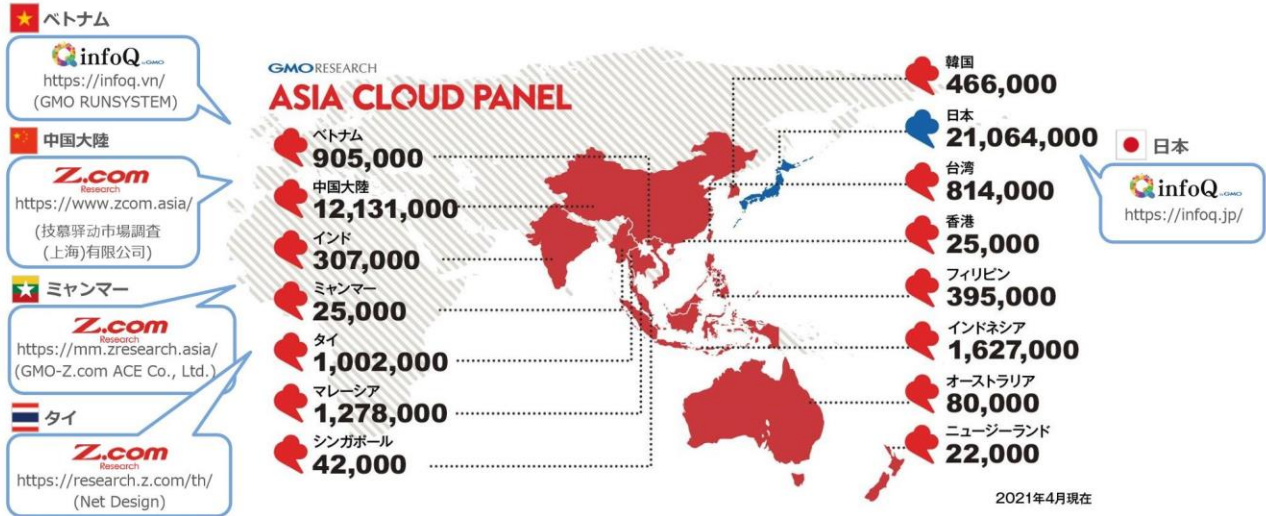 ベトナム
infoQ by GMO
https://infoq.vn/
(GMO RUNSYSTEM)
中国大陸
Z.com
Research
https://www.zcom.asia/
(技慕驿动市場調査
(上海)有限公司)
ミャンマー
Z.com
Research
https://mm.zresearch.asia/
(GMO-Z.com ACE Co., Ltd.)
タイ
Z.com
Research
https://research.z.com/th/
(Net Design)
GMO RESEARCH
ASIA CLOUD PANEL
ベトナム
905,000
中国大陸
12,131,000
インド
307,000
ミャンマー
25,000
タイ
1,002,000
マレーシア
1,278,000
シンガポール
42,000
韓国
466,000
日本
21,064,000
台湾
814,000
香港
25,000
フィリピン
395,000
インドネシア
1,627,000
オーストラリア
80,000
ニュージーランド
22,000
2021年4月現在
日本
infoQ by GMO
https://infoq.jp/